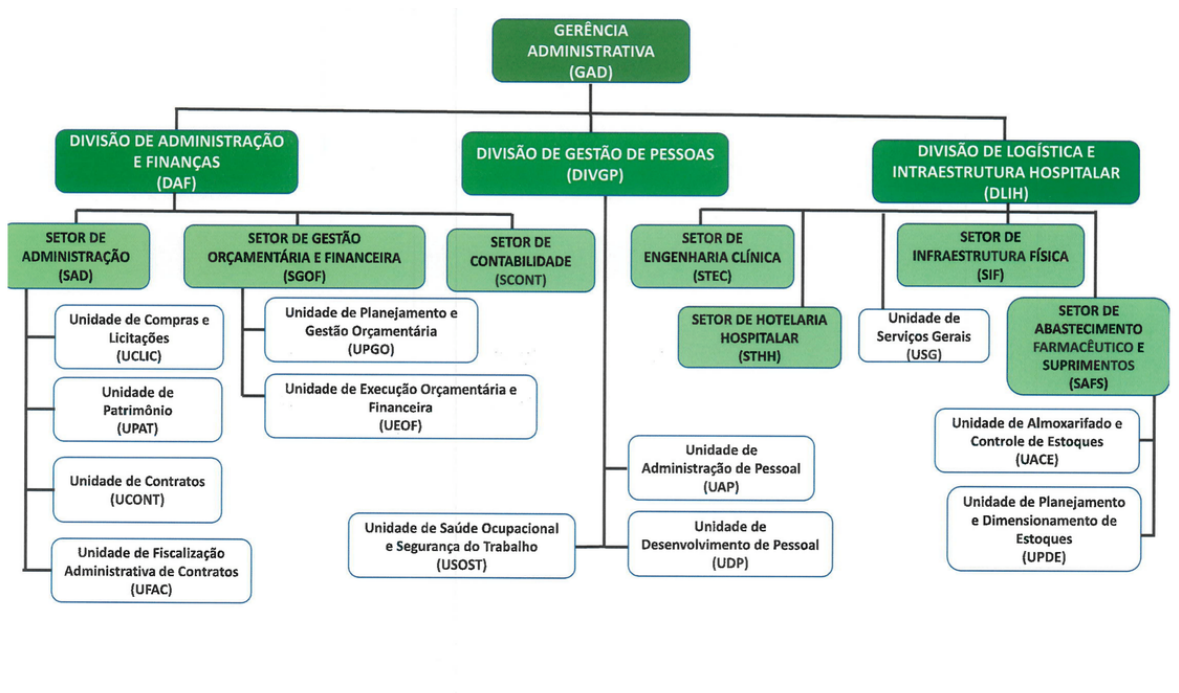 GERÊNCIA
ADMINISTRATIVA
(GAD)
DIVISÃO DE ADMINISTRAÇÃO
E FINANÇAS
(DAF)
DIVISÃO DE GESTÃO DE PESSOAS
(DIVGP)
DIVISÃO DE LOGÍSTICA E
INTRAESTRUTURA HOSPITALAR
(DLIH)
SETOR DE
ADMINISTRAÇÃO
(SAD)
SETOR DE GESTÃO
ORÇAMENTÁRIA E FINANCEIRA
(SGOF)
SETOR DE
CONTABILIDADE
(SCONT)
SETOR DE
ENGENHARIA CLÍNICA
(STEC)
SETOR DE
INFRAESTRUTURA FÍSICA
(SIF)
Unidade de Compras e
Licitações
(UCLIC)
Unidade de Planejamento e
Gestão Orçamentária
(UPGO)
SETOR DE HOTELARIA
HOSPITALAR
(STHH)
Unidade de
Serviços Gerais
(USG)
SETOR DE
ABASTECIMENTO
FARMACÊUTICO E
SUPRIMENTOS
(SAFS)
Unidade de
Patrimônio
(UPAT)
Unidade de Execução Orçamentária e
Financeira
(UEOF)
Unidade de Contratos
(UCONT)
Unidade de
Administração de Pessoal
(UAP)
Unidade de Almoxarifado e
Controle de Estoques
(UACE)
Unidade de Fiscalização
Administrativa de Contratos
(UFAC)
Unidade de Saúde Ocupacional
e Segurança do Trabalho
(USOST)
Unidade de
Desenvolvimento de Pessoal
(UDP)
Unidade de Planejamento
e Dimensionamento de
Estoques
(UPDE)